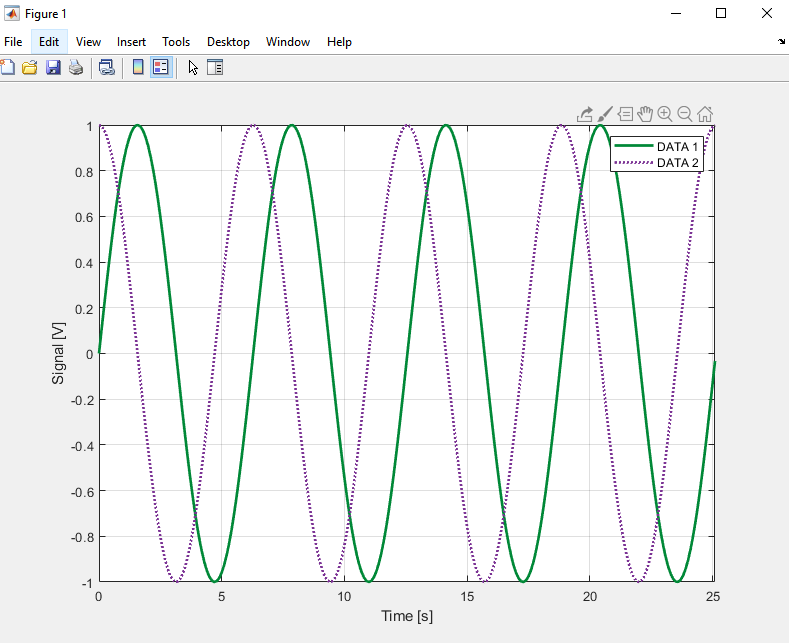 Figure 1
File Edit View Insert Tools Desktop Window Help
DATA 1
DATA 2
1
0.8
0.6
0.4
0.2
0
-0.2
-0.4
-0.6
-0.8
-1
Signal [V]
0 5 10 15 20 25
Time [s]